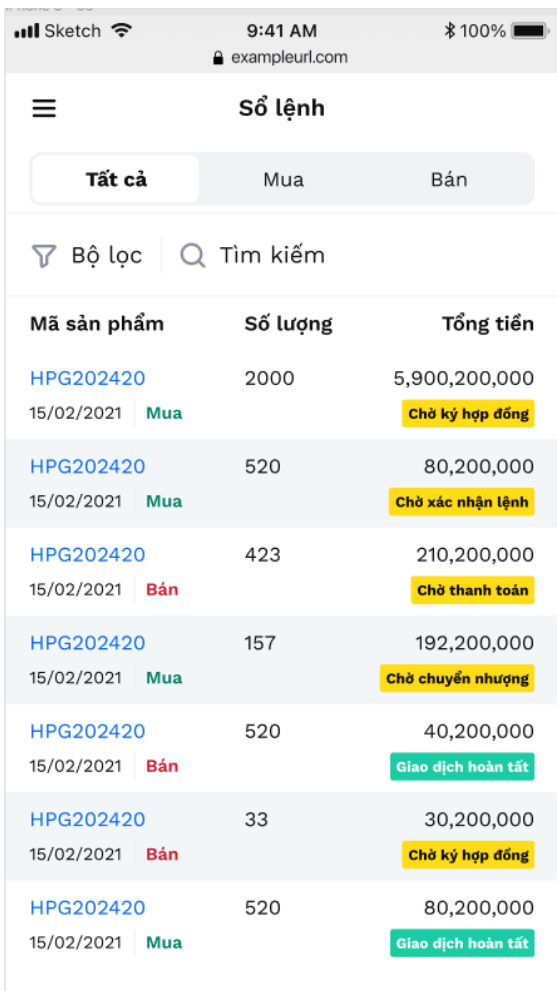 Sketch 9:41 AM 100%
exampleurl.com
Sổ lệnh
Tất cả Mua Bán
Bộ lọc Tìm kiếm
Mã sản phẩm Số lượng Tổng tiền
HPG202420 2000 5,900,200,000
15/02/2021 Mua Chờ ký hợp đồng
HPG202420 520 80,200,000
15/02/2021 Mua Chờ xác nhận lệnh
HPG202420 423 210,200,000
15/02/2021 Bán Chờ thanh toán
HPG202420 157 192,200,000
15/02/2021 Mua Chờ chuyển nhượng
HPG202420 520 40,200,000
15/02/2021 Bán Giao dịch hoàn tất
HPG202420 33 30,200,000
15/02/2021 Bán Chờ ký hợp đồng
HPG202420 520 80,200,000
15/02/2021 Mua Giao dịch hoàn tất